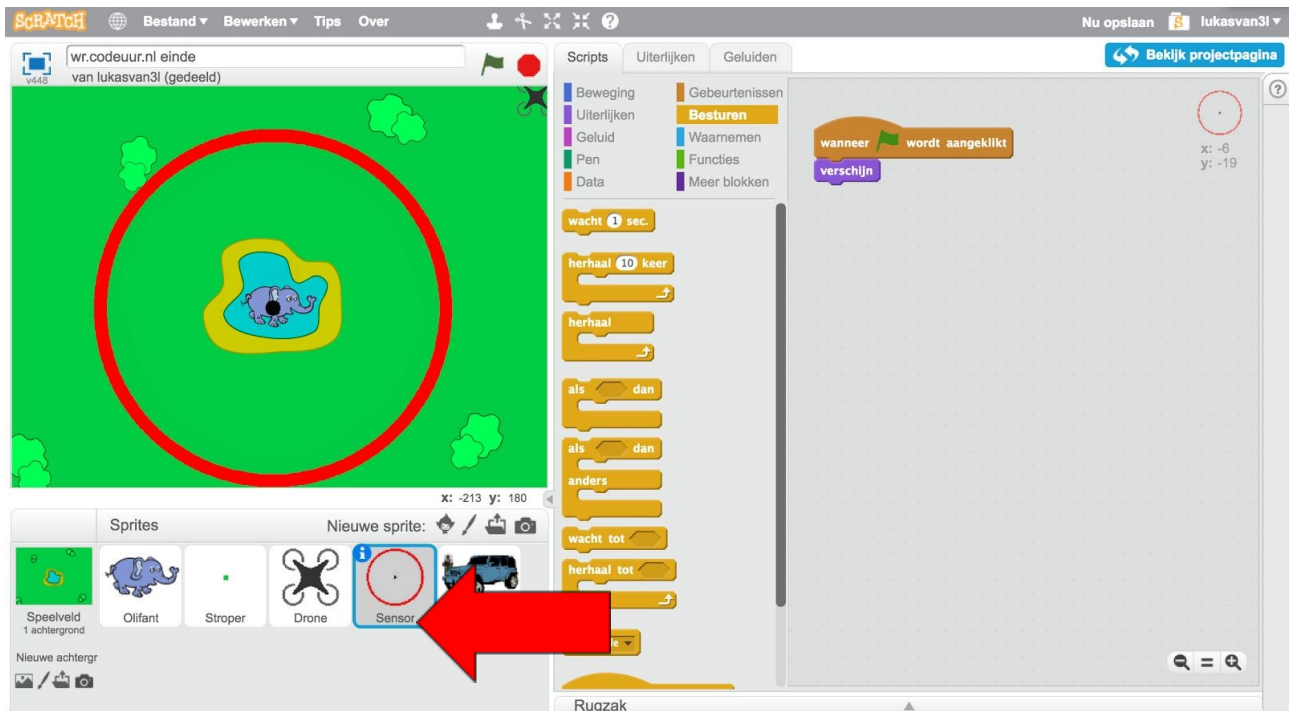 SCRATCH Bestand Bewerken Tips Over Nu opslaan lukasvan3l
v448 wr.codeuur.nl einde
van lukasvan3l (gedeeld)
Scripts Uiterlijken Geluiden
Bekijk projectpagina
Beweging Gebeurtenissen
Uiterlijken Besturen
Geluid Waarnemen
Pen Functies
Data Meer blokken
wacht 1 sec.
herhaal 10 keer
herhaal
als dan
als dan
anders
wacht tot
herhaal tot
wanneer wordt aangeklikt
verschijn
x: -6
y: -19
x: -213 y: 180
Sprites Nieuwe sprite:
Speelveld
1 achtergrond
Olifant Stroper Drone Sensor
Nieuwe achtergr
Rugzak